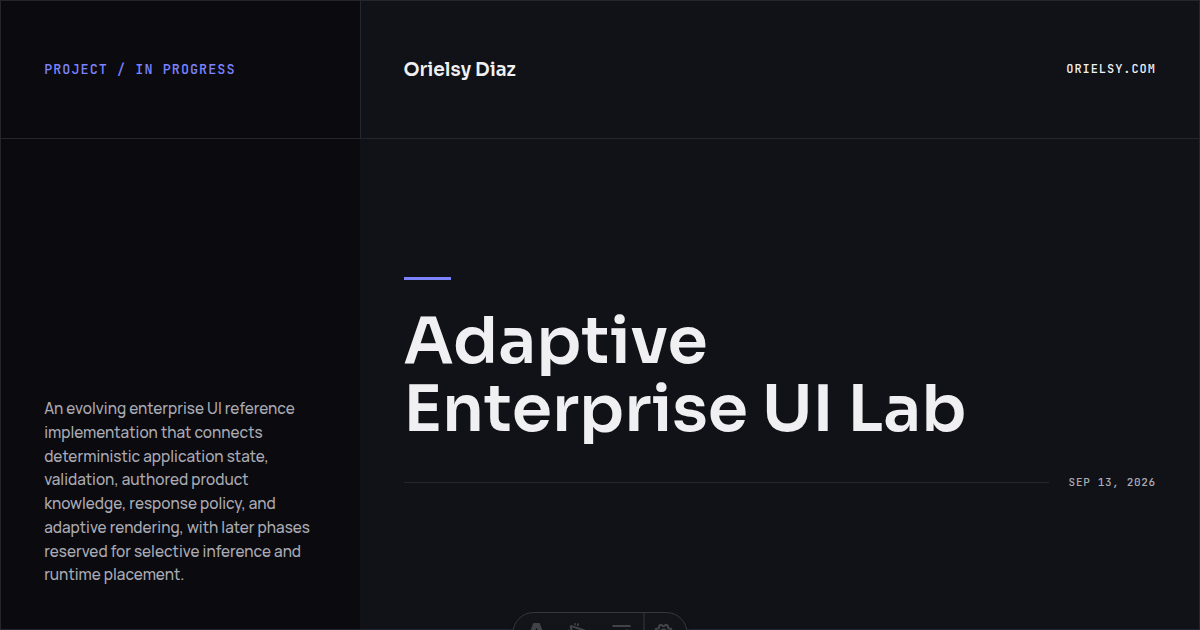 PROJECT / IN PROGRESS
Orielsy Diaz
ORIELSY.COM
Adaptive
Enterprise UI Lab
SEP 13, 2026
An evolving enterprise UI reference
implementation that connects
deterministic application state,
validation, authored product
knowledge, response policy, and
adaptive rendering, with later phases
reserved for selective inference and
runtime placement.